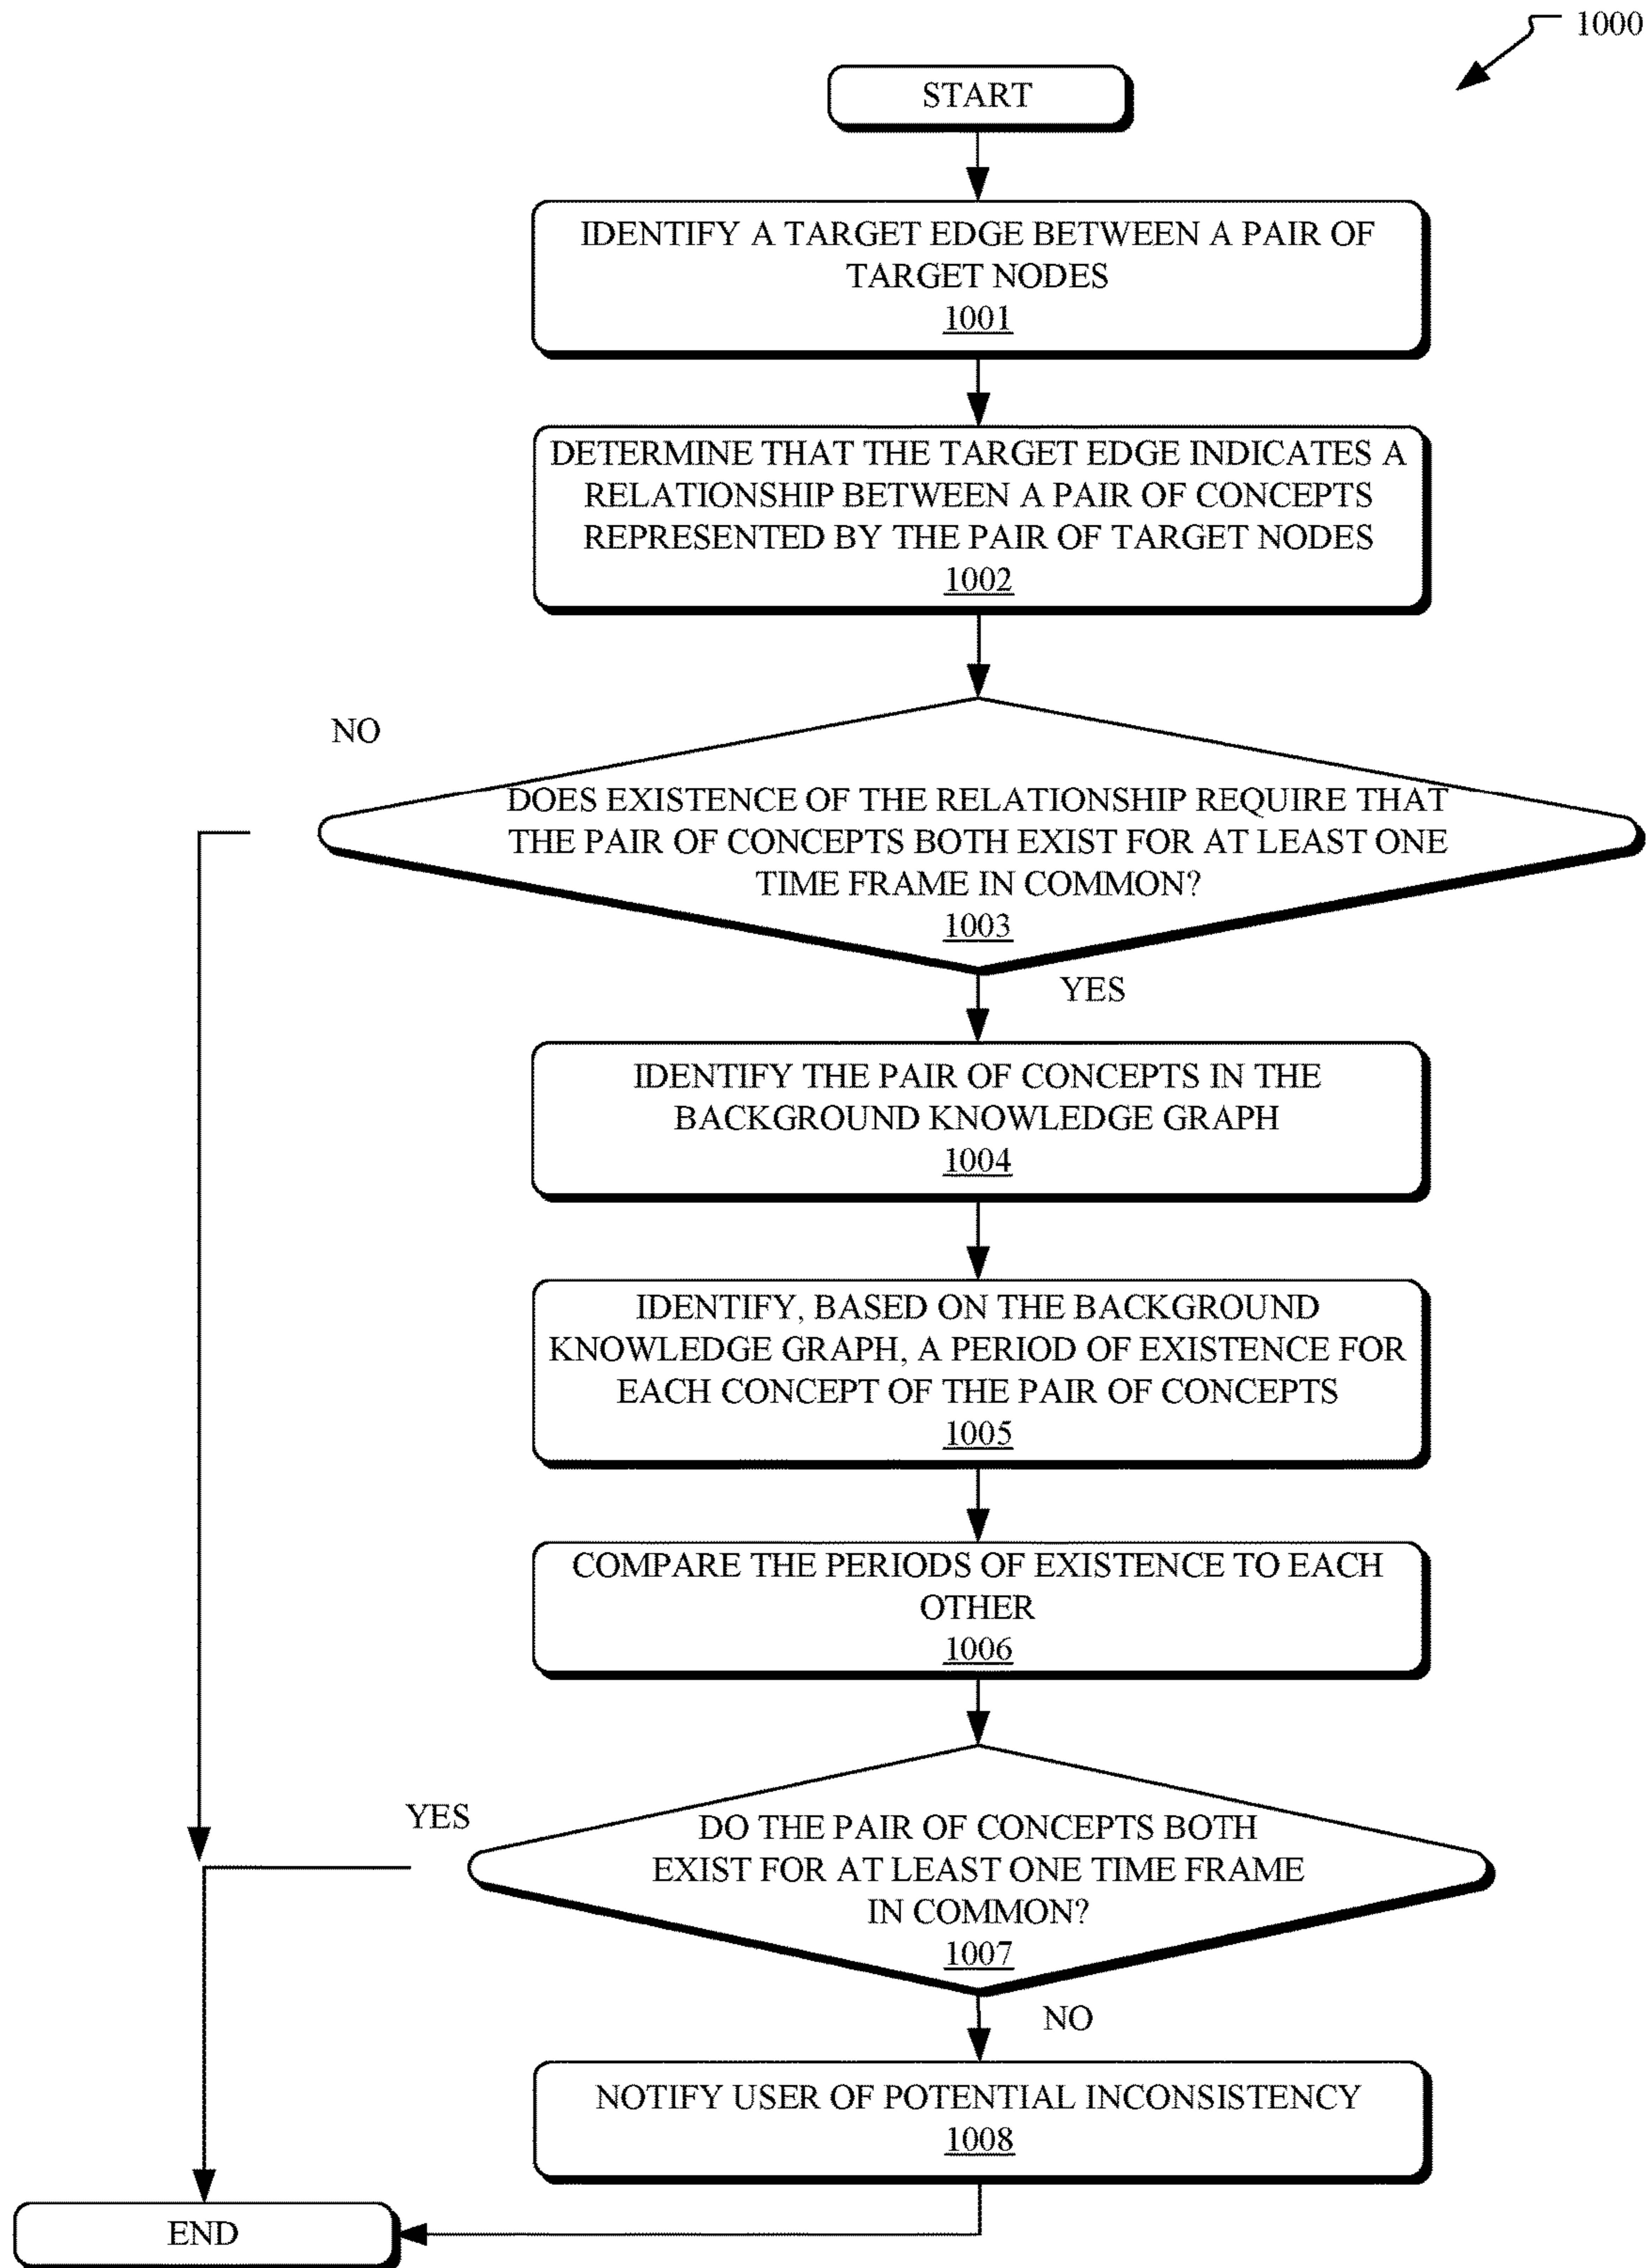 1000
START
IDENTIFY A TARGET EDGE BETWEEN A PAIR OF
TARGET NODES
1001
DETERMINE THAT THE TARGET EDGE INDICATES A
RELATIONSHIP BETWEEN A PAIR OF CONCEPTS
REPRESENTED BY THE PAIR OF TARGET NODES
1002
NO
DOES EXISTENCE OF THE RELATIONSHIP REQUIRE THAT
THE PAIR OF CONCEPTS BOTH EXIST FOR AT LEAST ONE
TIME FRAME IN COMMON?
1003
YES
IDENTIFY THE PAIR OF CONCEPTS IN THE
BACKGROUND KNOWLEDGE GRAPH
1004
IDENTIFY, BASED ON THE BACKGROUND
KNOWLEDGE GRAPH, A PERIOD OF EXISTENCE FOR
EACH CONCEPT OF THE PAIR OF CONCEPTS
1005
COMPARE THE PERIODS OF EXISTENCE TO EACH
OTHER
1006
YES
DO THE PAIR OF CONCEPTS BOTH
EXIST FOR AT LEAST ONE TIME FRAME
IN COMMON?
1007
NO
NOTIFY USER OF POTENTIAL INCONSISTENCY
1008
END